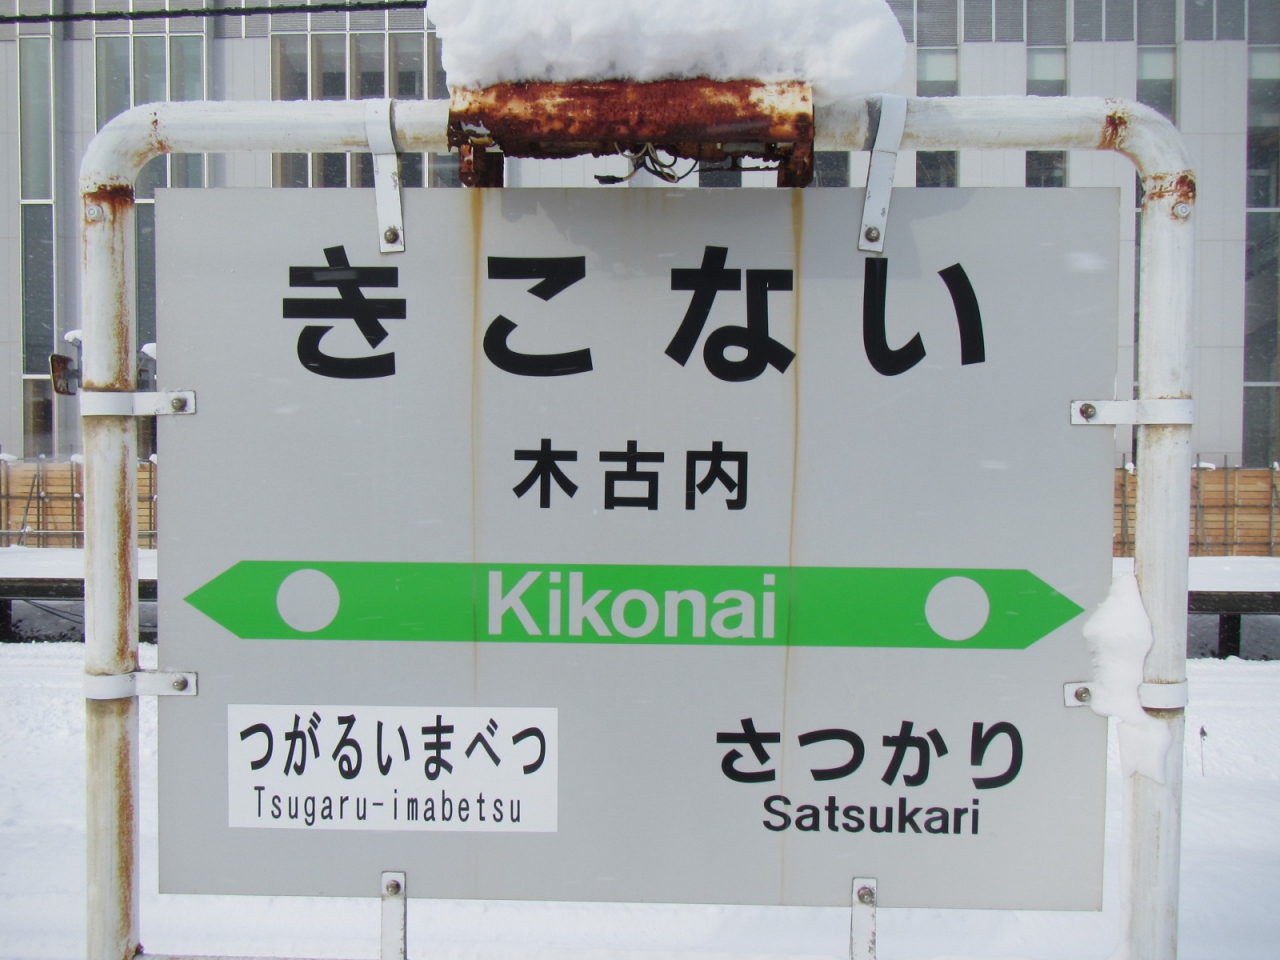 きこない
木古内
Kikonai
つがるいまべつ
Tsugaru-imabetsu
さつかり
Satsukari